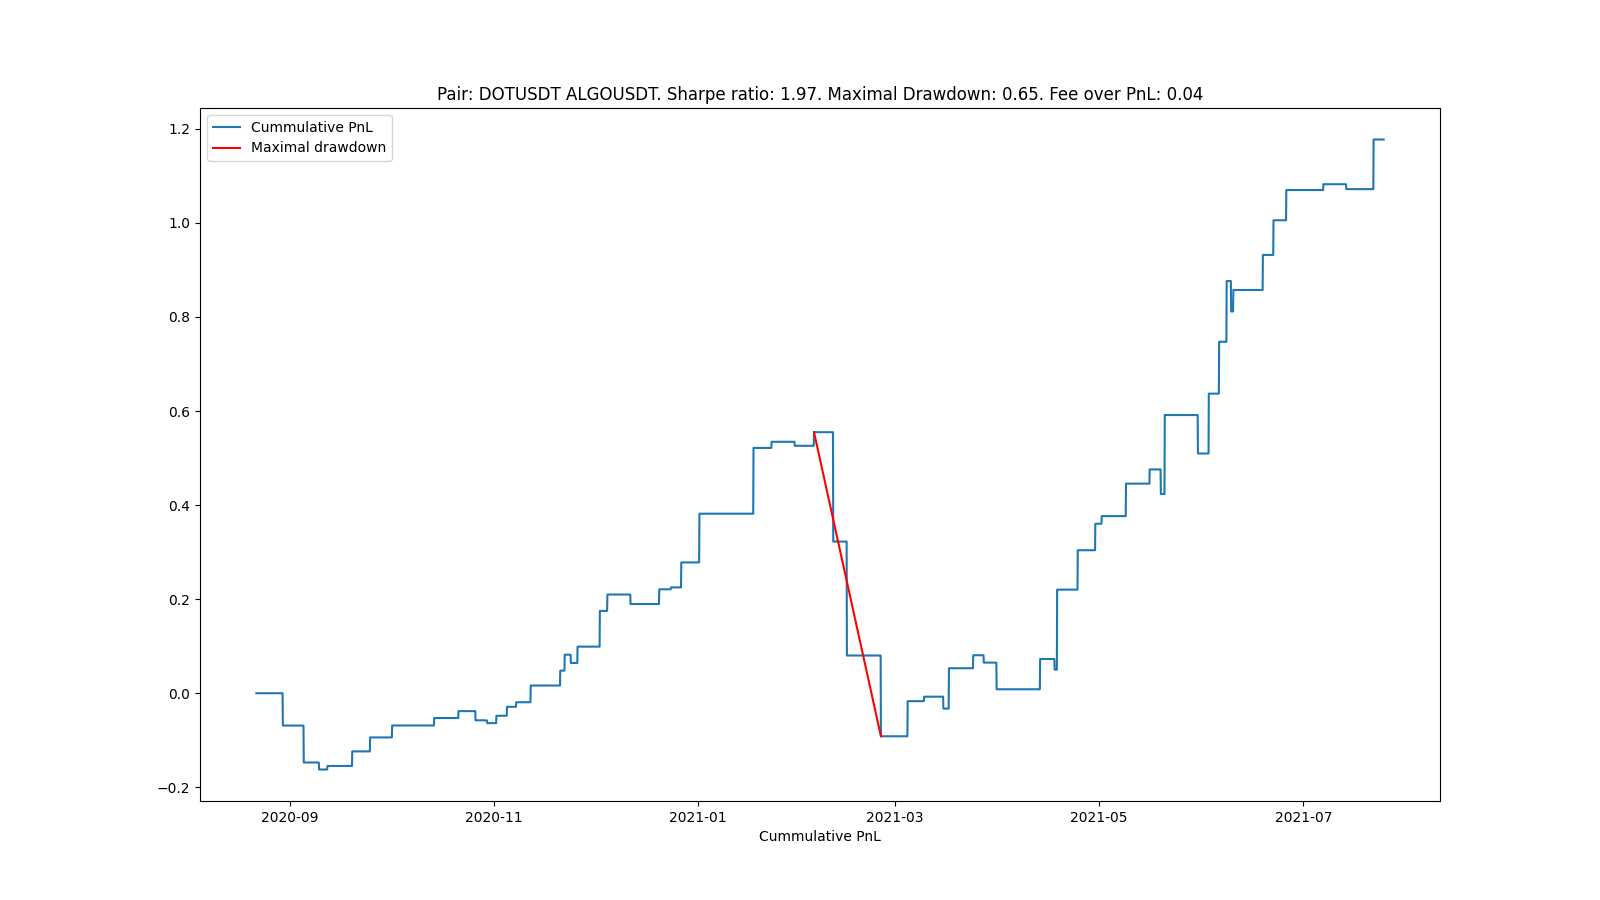 Pair: DOTUSDT ALGOUSDT. Sharpe ratio: 1.97. Maximal Drawdown: 0.65. Fee over PnL: 0.04
Cummulative PnL
Maximal drawdown
1.2
1.0
0.8
0.6
0.4
0.2
0.0
−0.2
2020-09 2020-11 2021-01 2021-03 2021-05 2021-07
Cummulative PnL